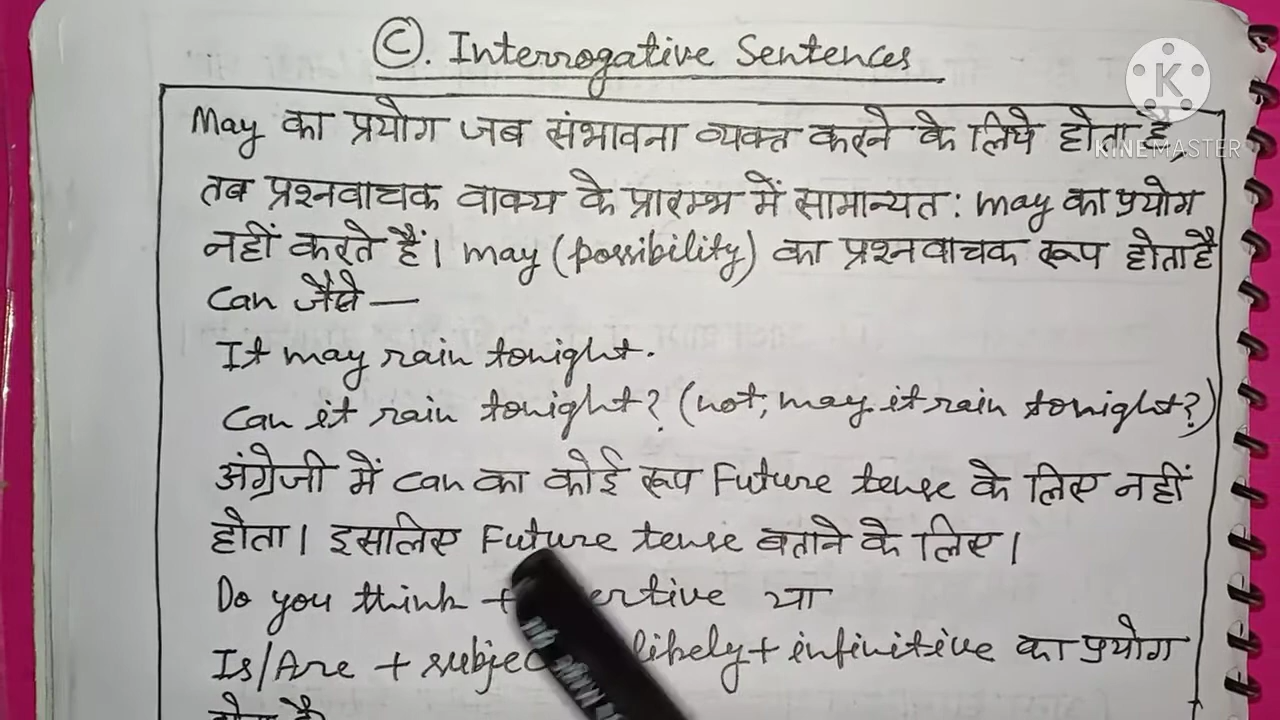 C. Interrogative Sentences
K
KINEMASTER
May का प्रयोग जब संभावना व्यक्त करने के लिये होता है,
तब प्रश्नवाचक वाक्य के प्रारम्भ में सामान्यत: may का प्रयोग
नहीं करते हैं। may (possibility) का प्रश्नवाचक रूप होता है
Can जैसे —
It may rain tonight.
Can it rain tonight? (not, may it rain tonight?)
अंग्रेजी में can का कोई रूप Future tense के लिए नहीं
होता। इसलिए Future tense बताने के लिए।
Do you think + या
Is/Are + likely + infinitive का प्रयोग